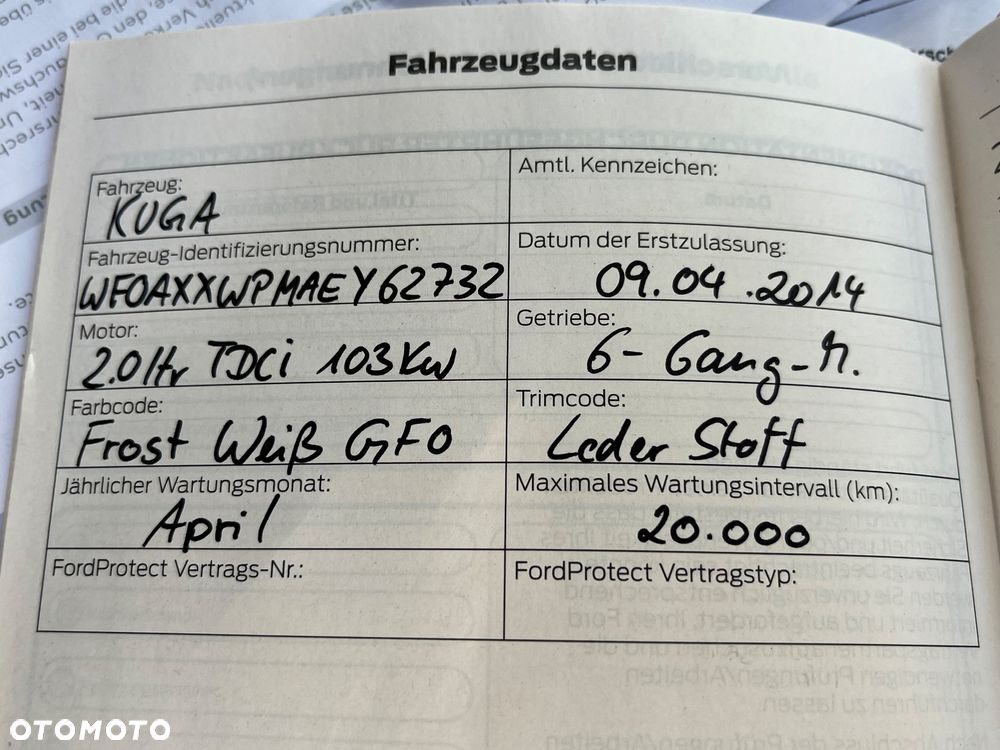 Fahrzeugdaten
Fahrzeug:
KUGA
Amtl. Kennzeichen:
Fahrzeug-Identifizierungsnummer:
WF0AXXWPMAEY62732
Datum der Erstzulassung:
09.04.2014
Motor:
2.0ltr TDCi 103KW
Getriebe:
6-Gang-M.
Farbcode:
Frost Weiß GFO
Trimcode:
Leder Stoff
Jährlicher Wartungsmonat:
April
Maximales Wartungsintervall (km):
20.000
FordProtect Vertrags-Nr.:
FordProtect Vertragstyp:
OTOMOTO